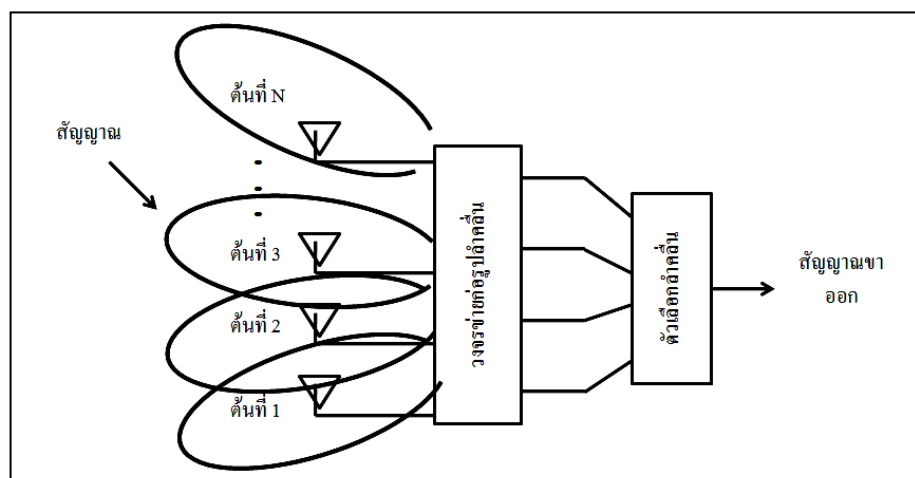 ต้นที่ N
สัญญาณ
ต้นที่ 3
ต้นที่ 2
ต้นที่ 1
วงจรข่ายก่อรูปลำคลื่น
ตัวเลือกลำคลื่น
สัญญาณขา
ออก